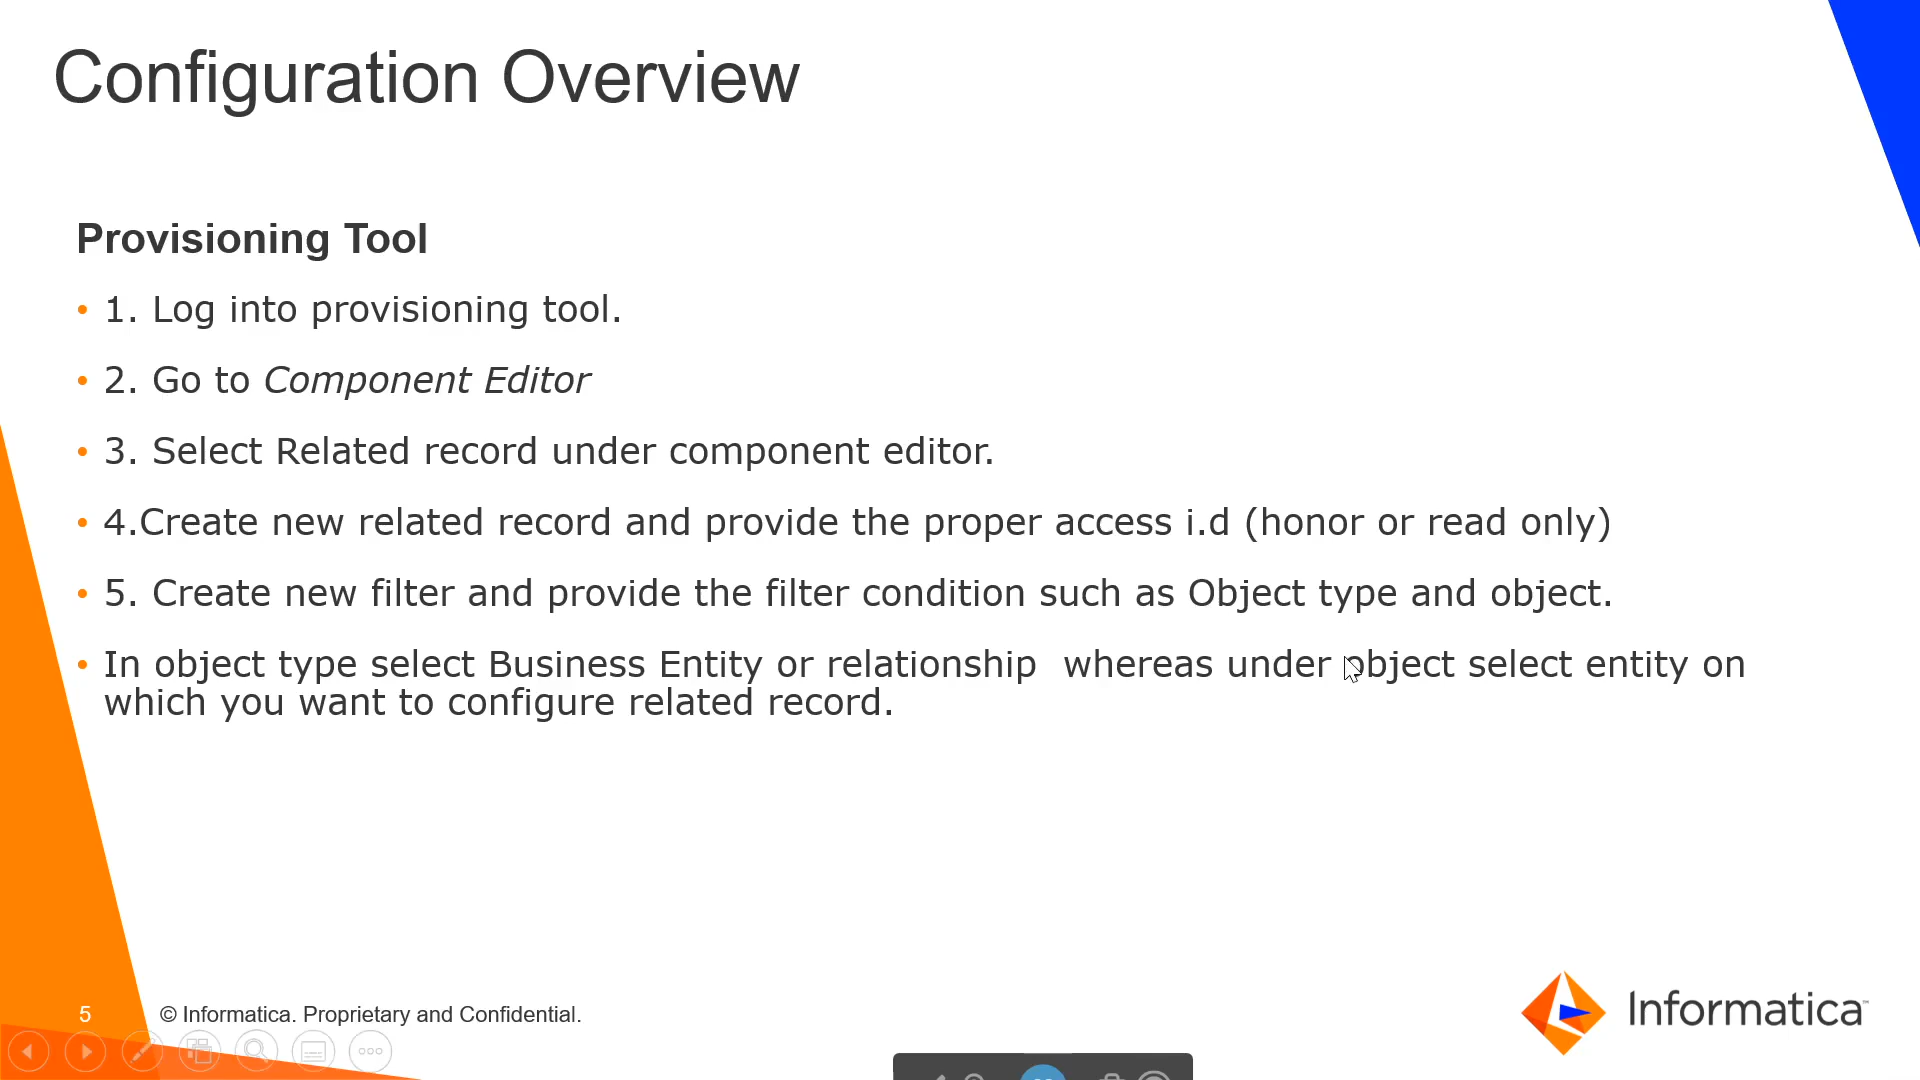 Configuration Overview
Provisioning Tool
• 1. Log into provisioning tool.
• 2. Go to Component Editor
• 3. Select Related record under component editor.
• 4.Create new related record and provide the proper access i.d (honor or read only)
• 5. Create new filter and provide the filter condition such as Object type and object.
• In object type select Business Entity or relationship  whereas under object select entity on
which you want to configure related record.
5
© Informatica. Proprietary and Confidential.
Informatica™